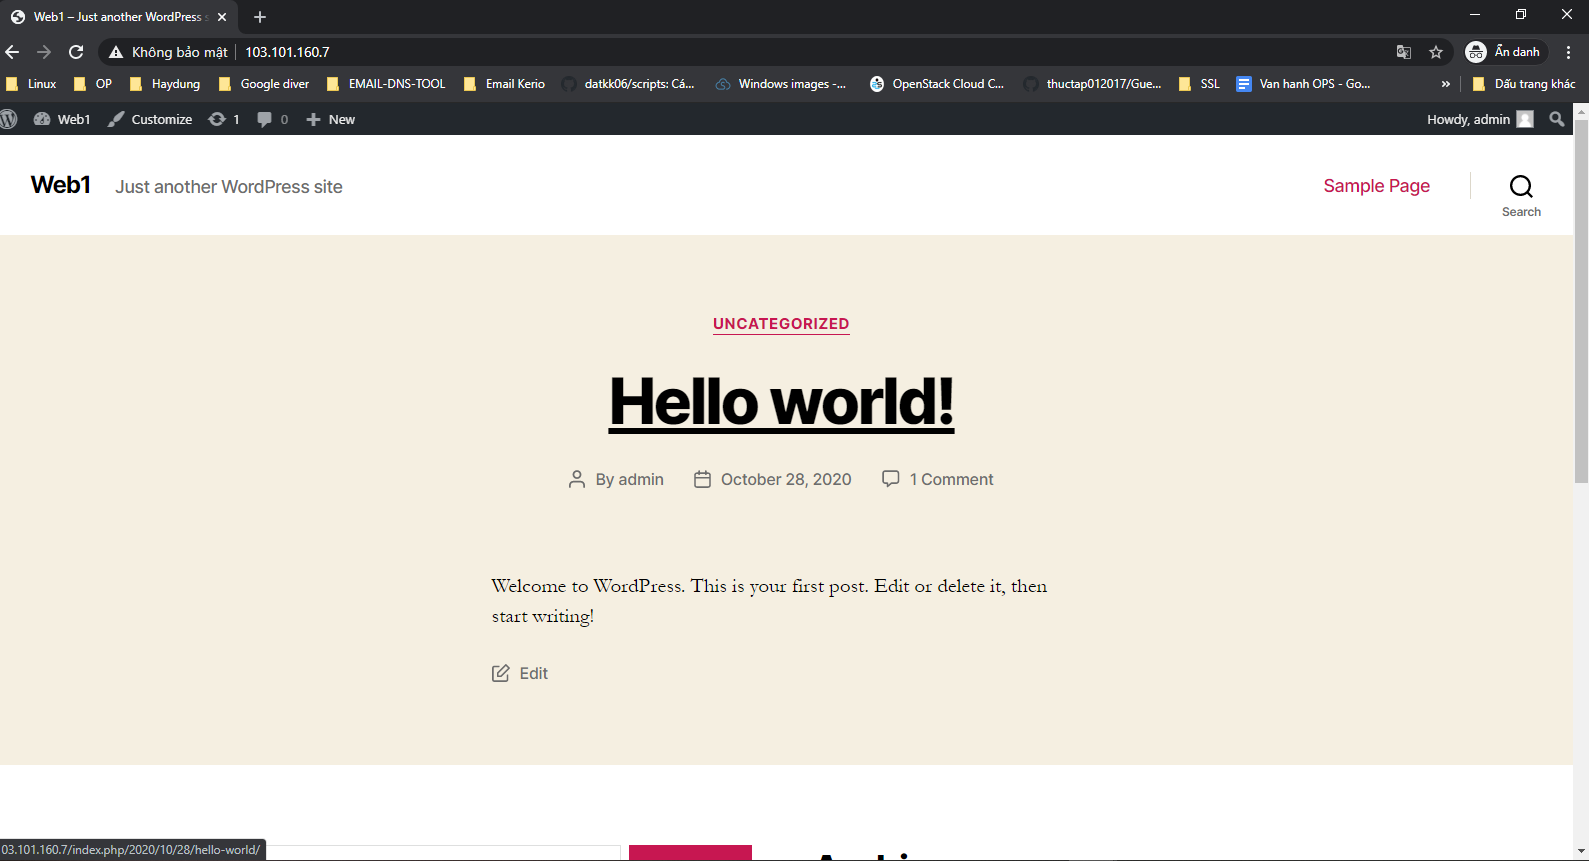 Web1 – Just another WordPress s
Không bảo mật 103.101.160.7 Ẩn danh
Linux OP Haydung Google diver EMAIL-DNS-TOOL Email Kerio datkk06/scripts: Cá... Windows images -... OpenStack Cloud C... thuctap012017/Gue... SSL Van hanh OPS - Go... » Dấu trang khác
Web1 Customize 1 0 New Howdy, admin
Web1 Just another WordPress site Sample Page
Search
UNCATEGORIZED
Hello world!
By admin October 28, 2020 1 Comment
Welcome to WordPress. This is your first post. Edit or delete it, then
start writing!
Edit
03.101.160.7/index.php/2020/10/28/hello-world/